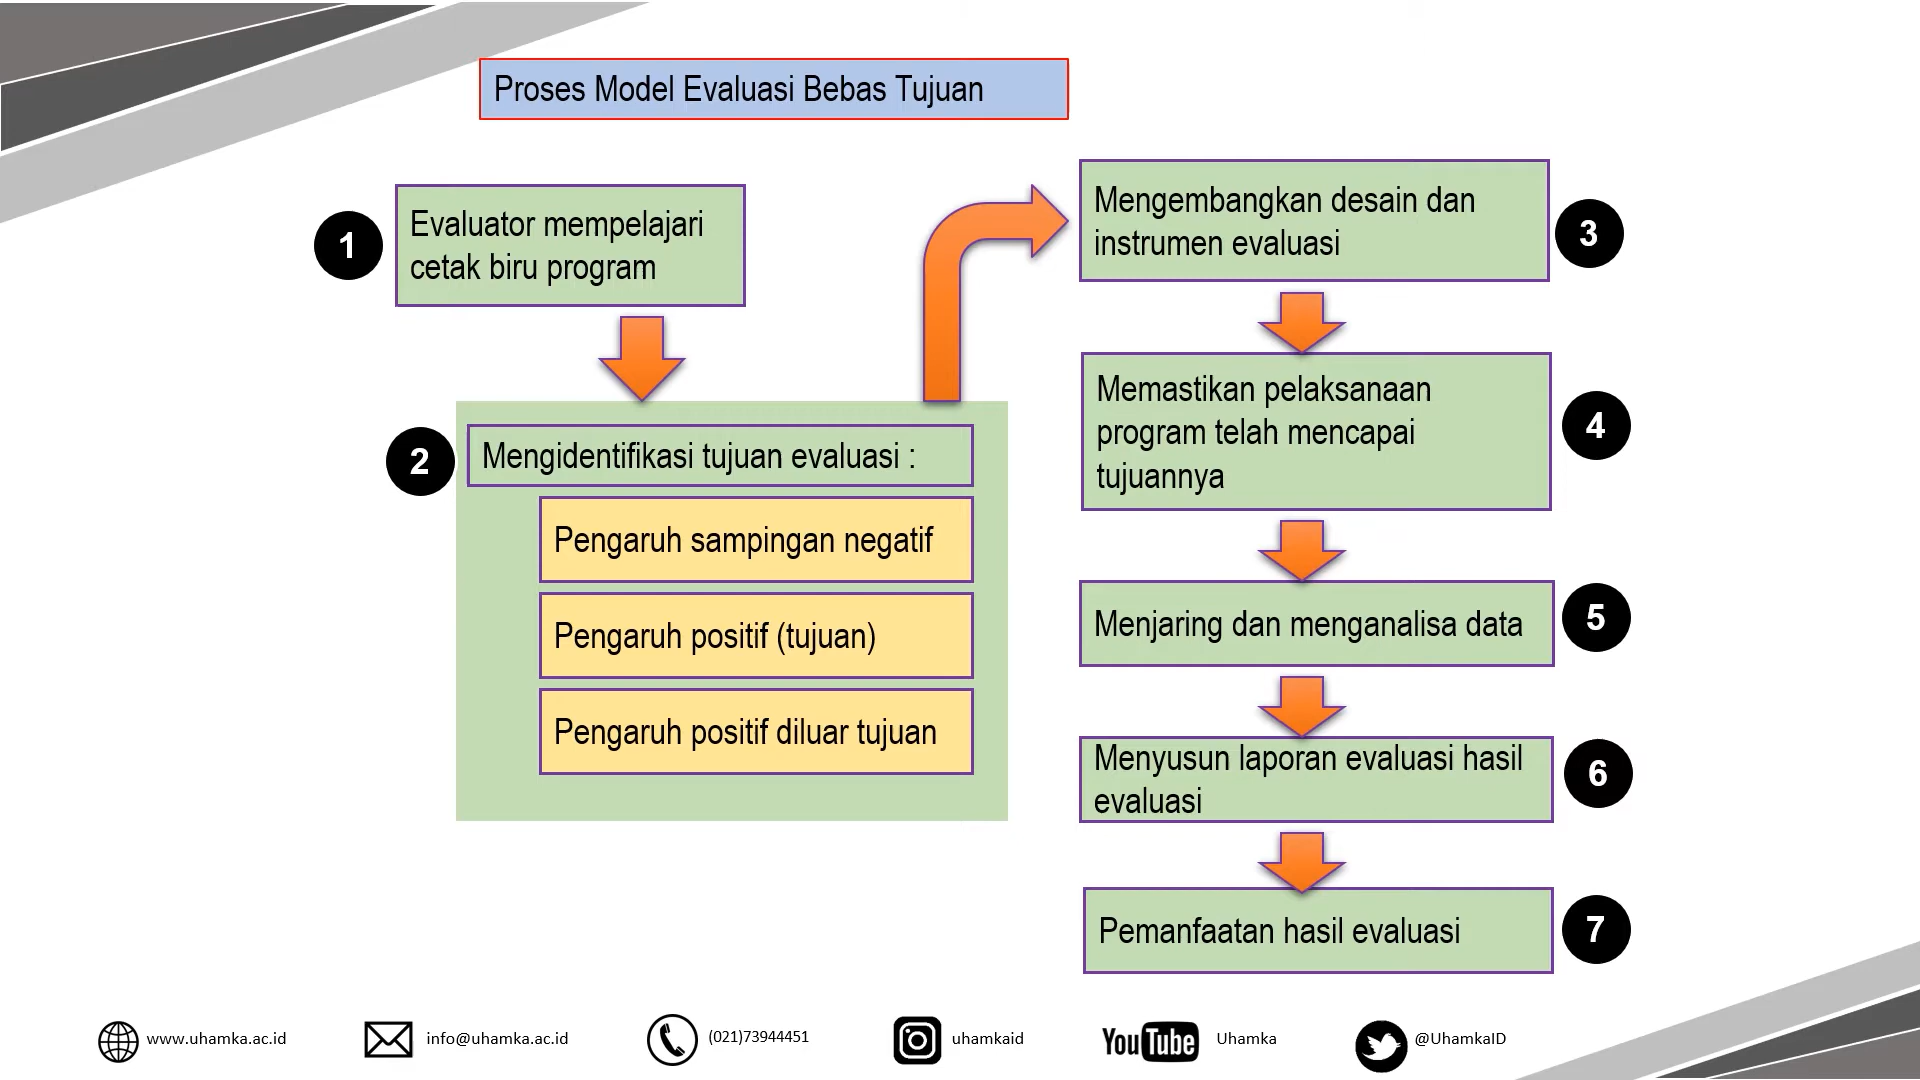 Proses Model Evaluasi Bebas Tujuan
1
Evaluator mempelajari
cetak biru program
2
Mengidentifikasi tujuan evaluasi :
Pengaruh sampingan negatif
Pengaruh positif (tujuan)
Pengaruh positif diluar tujuan
Mengembangkan desain dan
instrumen evaluasi
3
Memastikan pelaksanaan
program telah mencapai
tujuannya
4
Menjaring dan menganalisa data
5
Menyusun laporan evaluasi hasil
evaluasi
6
Pemanfaatan hasil evaluasi
7
www.uhamka.ac.id
info@uhamka.ac.id
(021)73944451
uhamkaid
YouTube
Uhamka
@UhamkaID